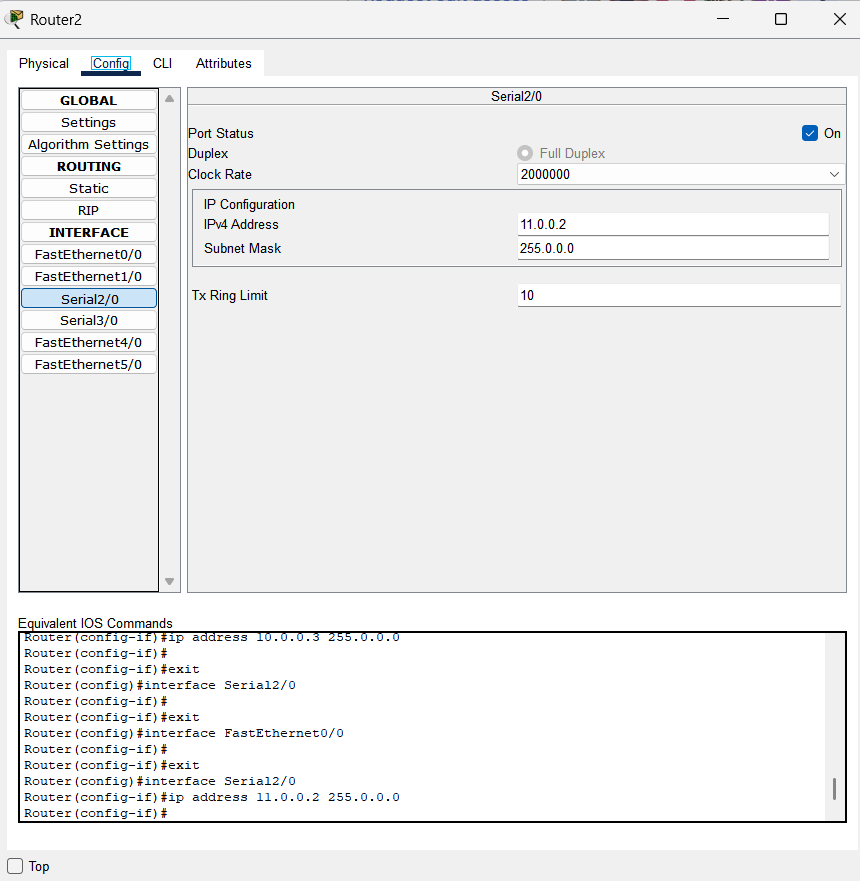 Router2
Physical Config CLI Attributes
GLOBAL
Settings
Algorithm Settings
ROUTING
Static
RIP
INTERFACE
FastEthernet0/0
FastEthernet1/0
Serial2/0
Serial3/0
FastEthernet4/0
FastEthernet5/0
Serial2/0
Port Status On
Duplex Full Duplex
Clock Rate 2000000
IP Configuration
IPv4 Address 11.0.0.2
Subnet Mask 255.0.0.0
Tx Ring Limit 10
Equivalent IOS Commands
Router(config-if)#ip address 10.0.0.3 255.0.0.0
Router(config-if)#
Router(config-if)#exit
Router(config)#interface Serial2/0
Router(config-if)#
Router(config-if)#exit
Router(config)#interface FastEthernet0/0
Router(config-if)#
Router(config-if)#exit
Router(config)#interface Serial2/0
Router(config-if)#ip address 11.0.0.2 255.0.0.0
Router(config-if)#
Top